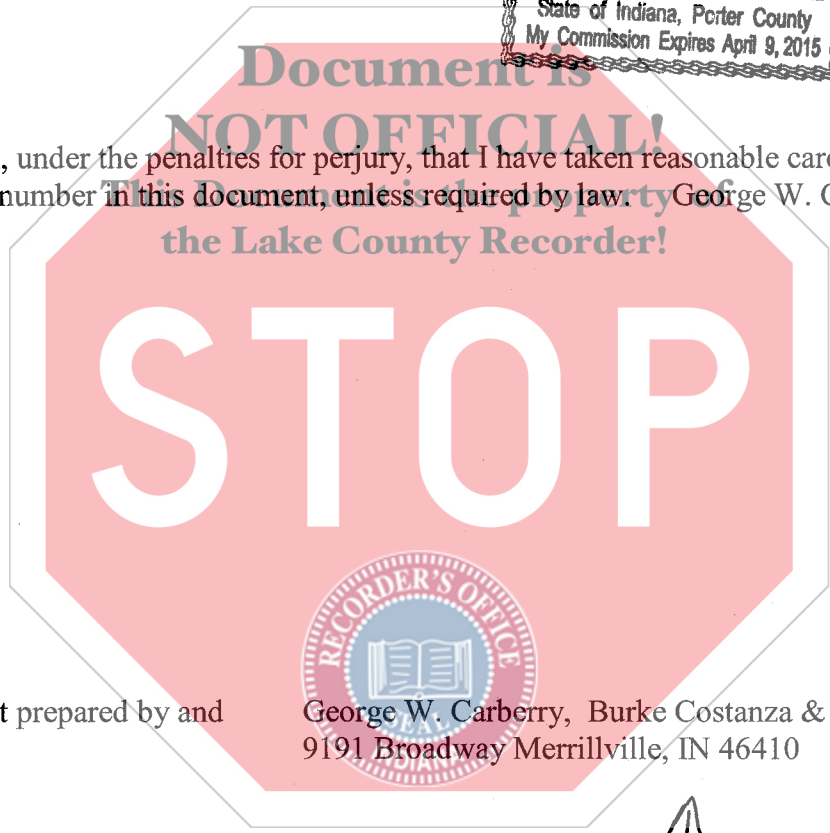 State of Indiana, Porter County
My Commission Expires April 9, 2015
Document is
NOT OFFICIAL!
, under the penalties for perjury, that I have taken reasonable care
This Document is the property of
number in this document, unless required by law. George W. C
the Lake County Recorder!
STOP
RECORDER'S OFFICE
SEAL
INDIANA
t prepared by and George W. Carberry, Burke Costanza &
9191 Broadway Merrillville, IN 46410